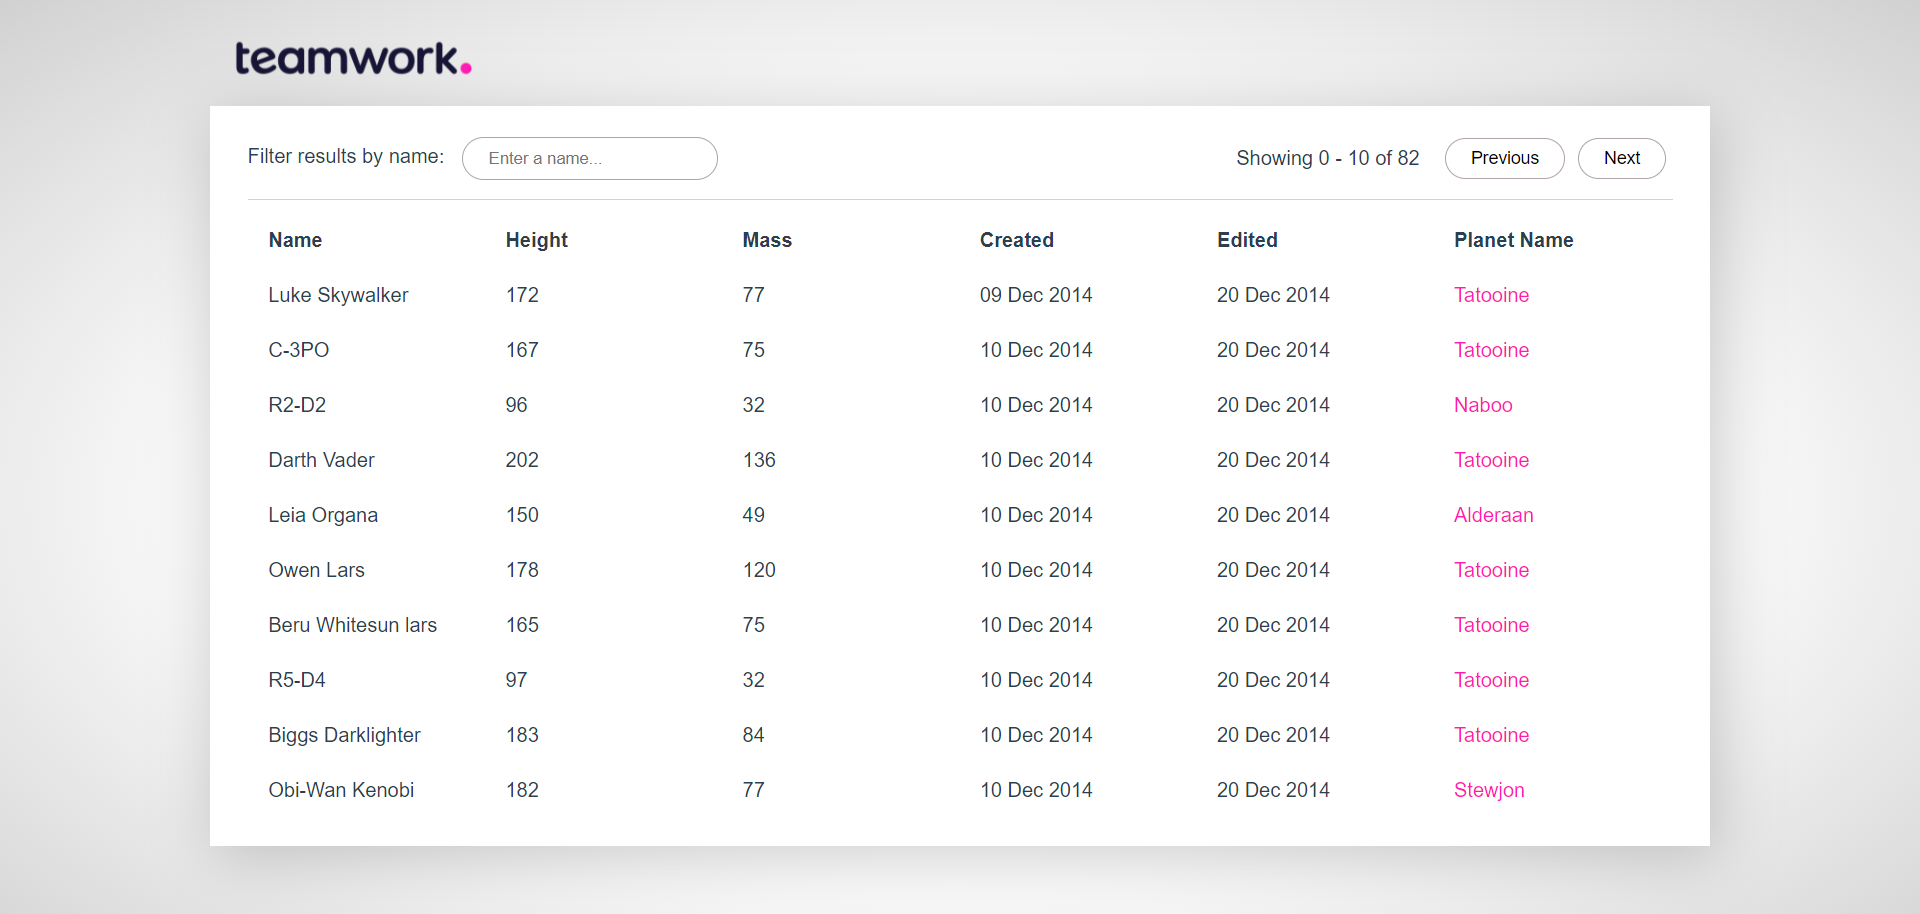 teamwork.
Filter results by name: Enter a name... Showing 0 - 10 of 82 Previous Next
Name Height Mass Created Edited Planet Name
Luke Skywalker 172 77 09 Dec 2014 20 Dec 2014 Tatooine
C-3PO 167 75 10 Dec 2014 20 Dec 2014 Tatooine
R2-D2 96 32 10 Dec 2014 20 Dec 2014 Naboo
Darth Vader 202 136 10 Dec 2014 20 Dec 2014 Tatooine
Leia Organa 150 49 10 Dec 2014 20 Dec 2014 Alderaan
Owen Lars 178 120 10 Dec 2014 20 Dec 2014 Tatooine
Beru Whitesun lars 165 75 10 Dec 2014 20 Dec 2014 Tatooine
R5-D4 97 32 10 Dec 2014 20 Dec 2014 Tatooine
Biggs Darklighter 183 84 10 Dec 2014 20 Dec 2014 Tatooine
Obi-Wan Kenobi 182 77 10 Dec 2014 20 Dec 2014 Stewjon